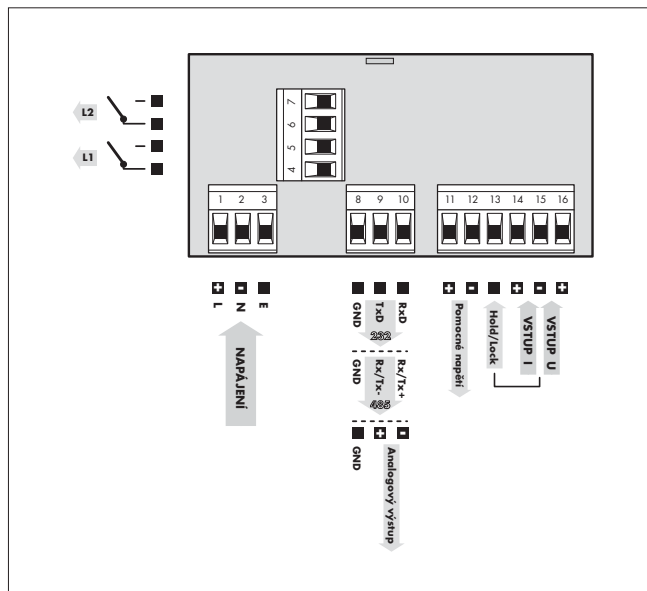 L2
L1
7
6
5
4
1 2 3
8 9 10
11 12 13 14 15 16
+ L
- N
E
NAPÁJENÍ
GND
TxD
RxD
232
GND
Rx/Tx-
Rx/Tx+
485
+ -
GND
Analogový výstup
+ - + - +
Pomocné napětí
Hold/Lock
VSTUP I
VSTUP U